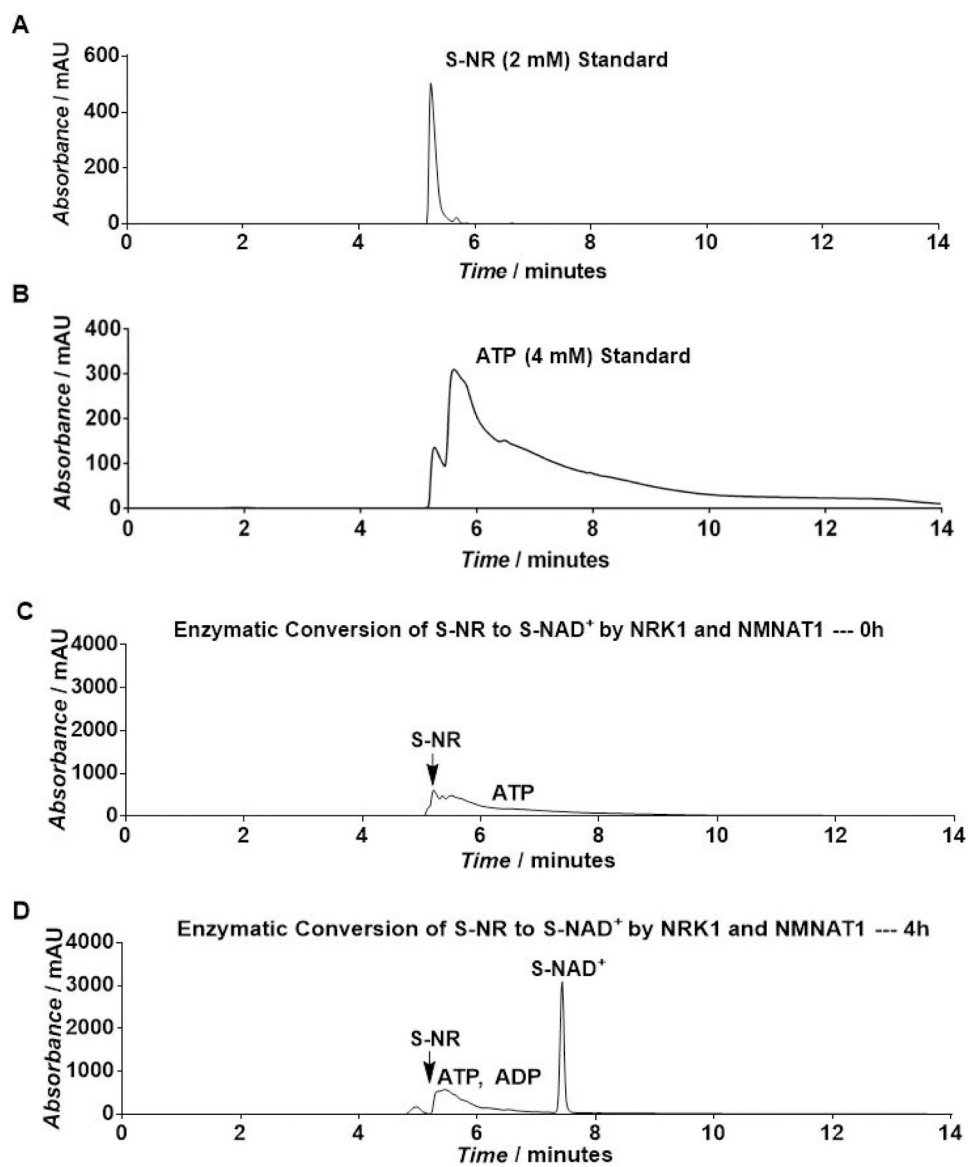 A
S-NR (2 mM) Standard
Absorbance / mAU
600
400
200
0
0 2 4 6 8 10 12 14
Time / minutes
B
ATP (4 mM) Standard
Absorbance / mAU
400
300
200
100
0
0 2 4 6 8 10 12 14
Time / minutes
C
Enzymatic Conversion of S-NR to S-NAD⁺ by NRK1 and NMNAT1 --- 0h
Absorbance / mAU
4000
3000
2000
1000
0
S-NR
ATP
0 2 4 6 8 10 12 14
Time / minutes
D
Enzymatic Conversion of S-NR to S-NAD⁺ by NRK1 and NMNAT1 --- 4h
Absorbance / mAU
4000
3000
2000
1000
0
S-NAD⁺
S-NR
ATP, ADP
0 2 4 6 8 10 12 14
Time / minutes